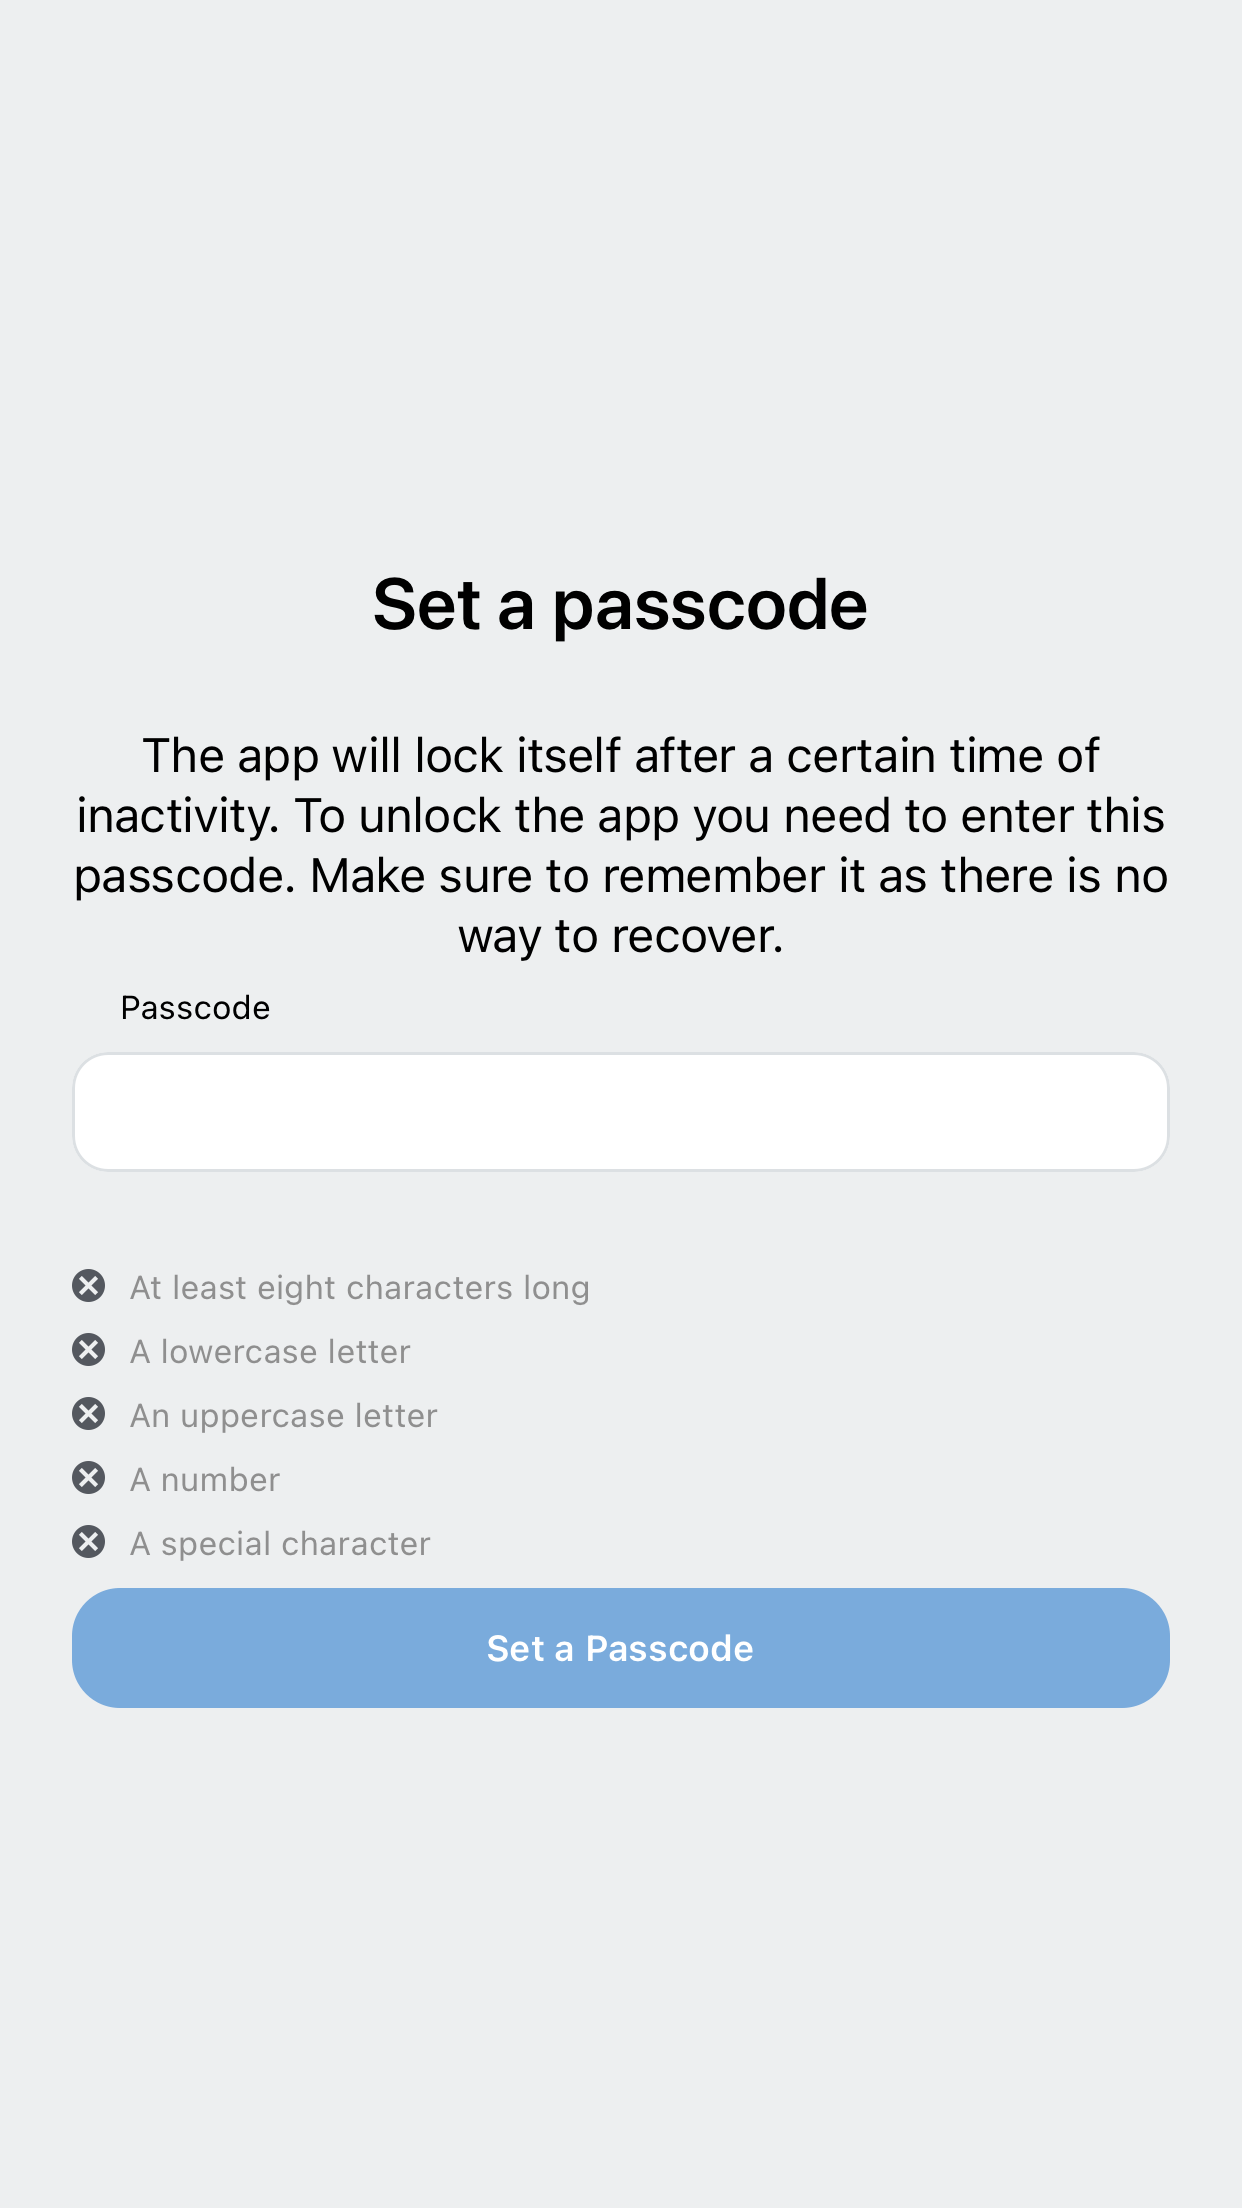 Set a passcode
The app will lock itself after a certain time of
inactivity. To unlock the app you need to enter this
passcode. Make sure to remember it as there is no
way to recover.
Passcode
At least eight characters long
A lowercase letter
An uppercase letter
A number
A special character
Set a Passcode